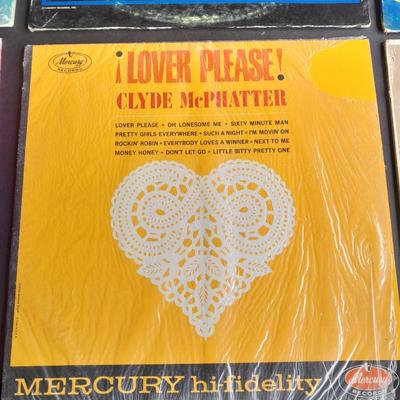 Mercury
RECORDS
¡LOVER PLEASE!
CLYDE McPHATTER
LOVER PLEASE • OH LONESOME ME • SIXTY MINUTE MAN
PRETTY GIRLS EVERYWHERE • SUCH A NIGHT • I'M MOVIN' ON
ROCKIN' ROBIN • EVERYBODY LOVES A WINNER • NEXT TO ME
MONEY HONEY • DON'T LET GO • LITTLE BITTY PRETTY ONE
MERCURY hi-fidelity
Mercury
RECORDS